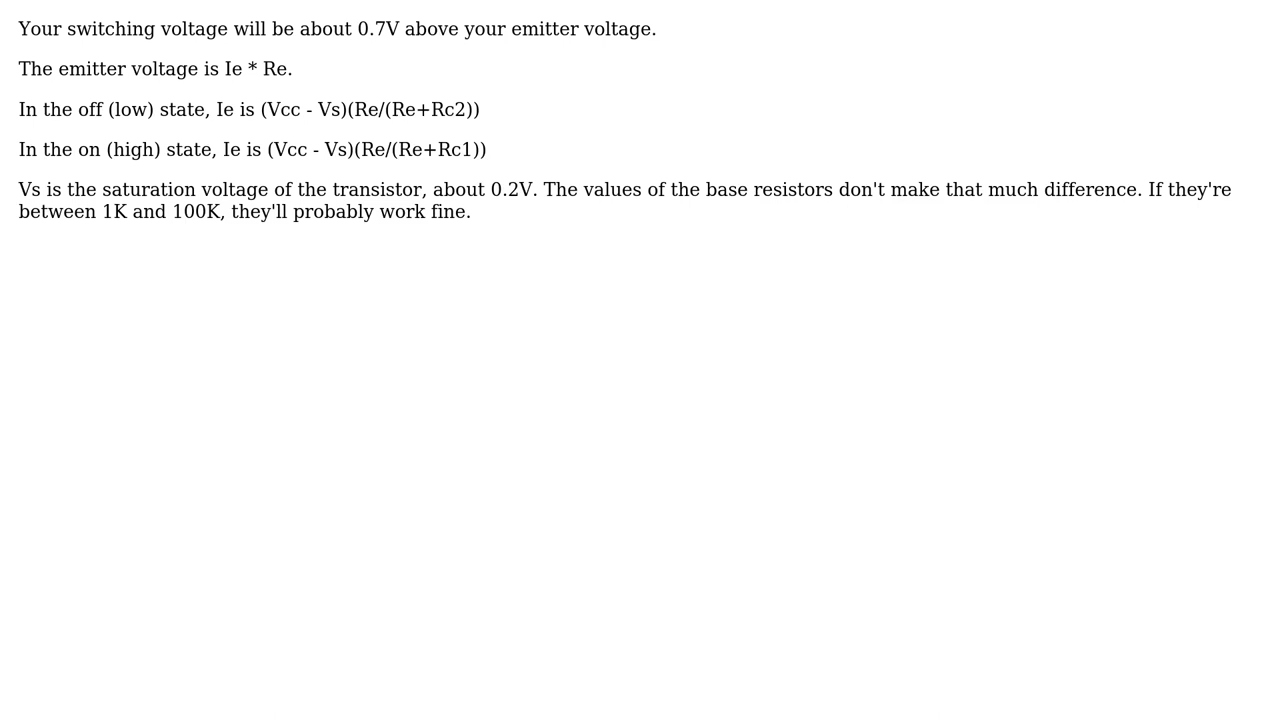 Your switching voltage will be about 0.7V above your emitter voltage.
The emitter voltage is Ie * Re.
In the off (low) state, Ie is (Vcc - Vs)(Re/(Re+Rc2))
In the on (high) state, Ie is (Vcc - Vs)(Re/(Re+Rc1))
Vs is the saturation voltage of the transistor, about 0.2V. The values of the base resistors don't make that much difference. If they're
between 1K and 100K, they'll probably work fine.